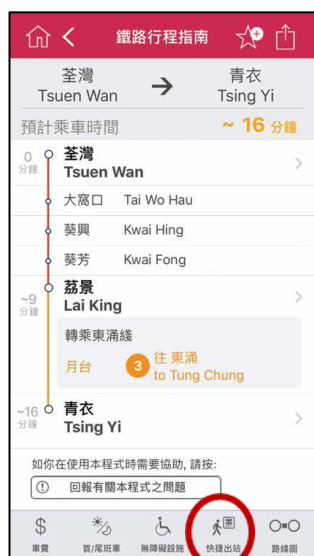 鐵路行程指南
荃灣 青衣
Tsuen Wan → Tsing Yi
預計乘車時間 ~ 16 分鐘
0 荃灣
分鐘 Tsuen Wan
大窩口 Tai Wo Hau
葵興 Kwai Hing
葵芳 Kwai Fong
~9 荔景
分鐘 Lai King
轉乘東涌綫
月台 3 往 東涌
to Tung Chung
~16 青衣
分鐘 Tsing Yi
如你在使用本程式時需要協助, 請按:
回報有關本程式之問題
車費 首/尾班車 無障礙設施 快捷出站 路綫圖